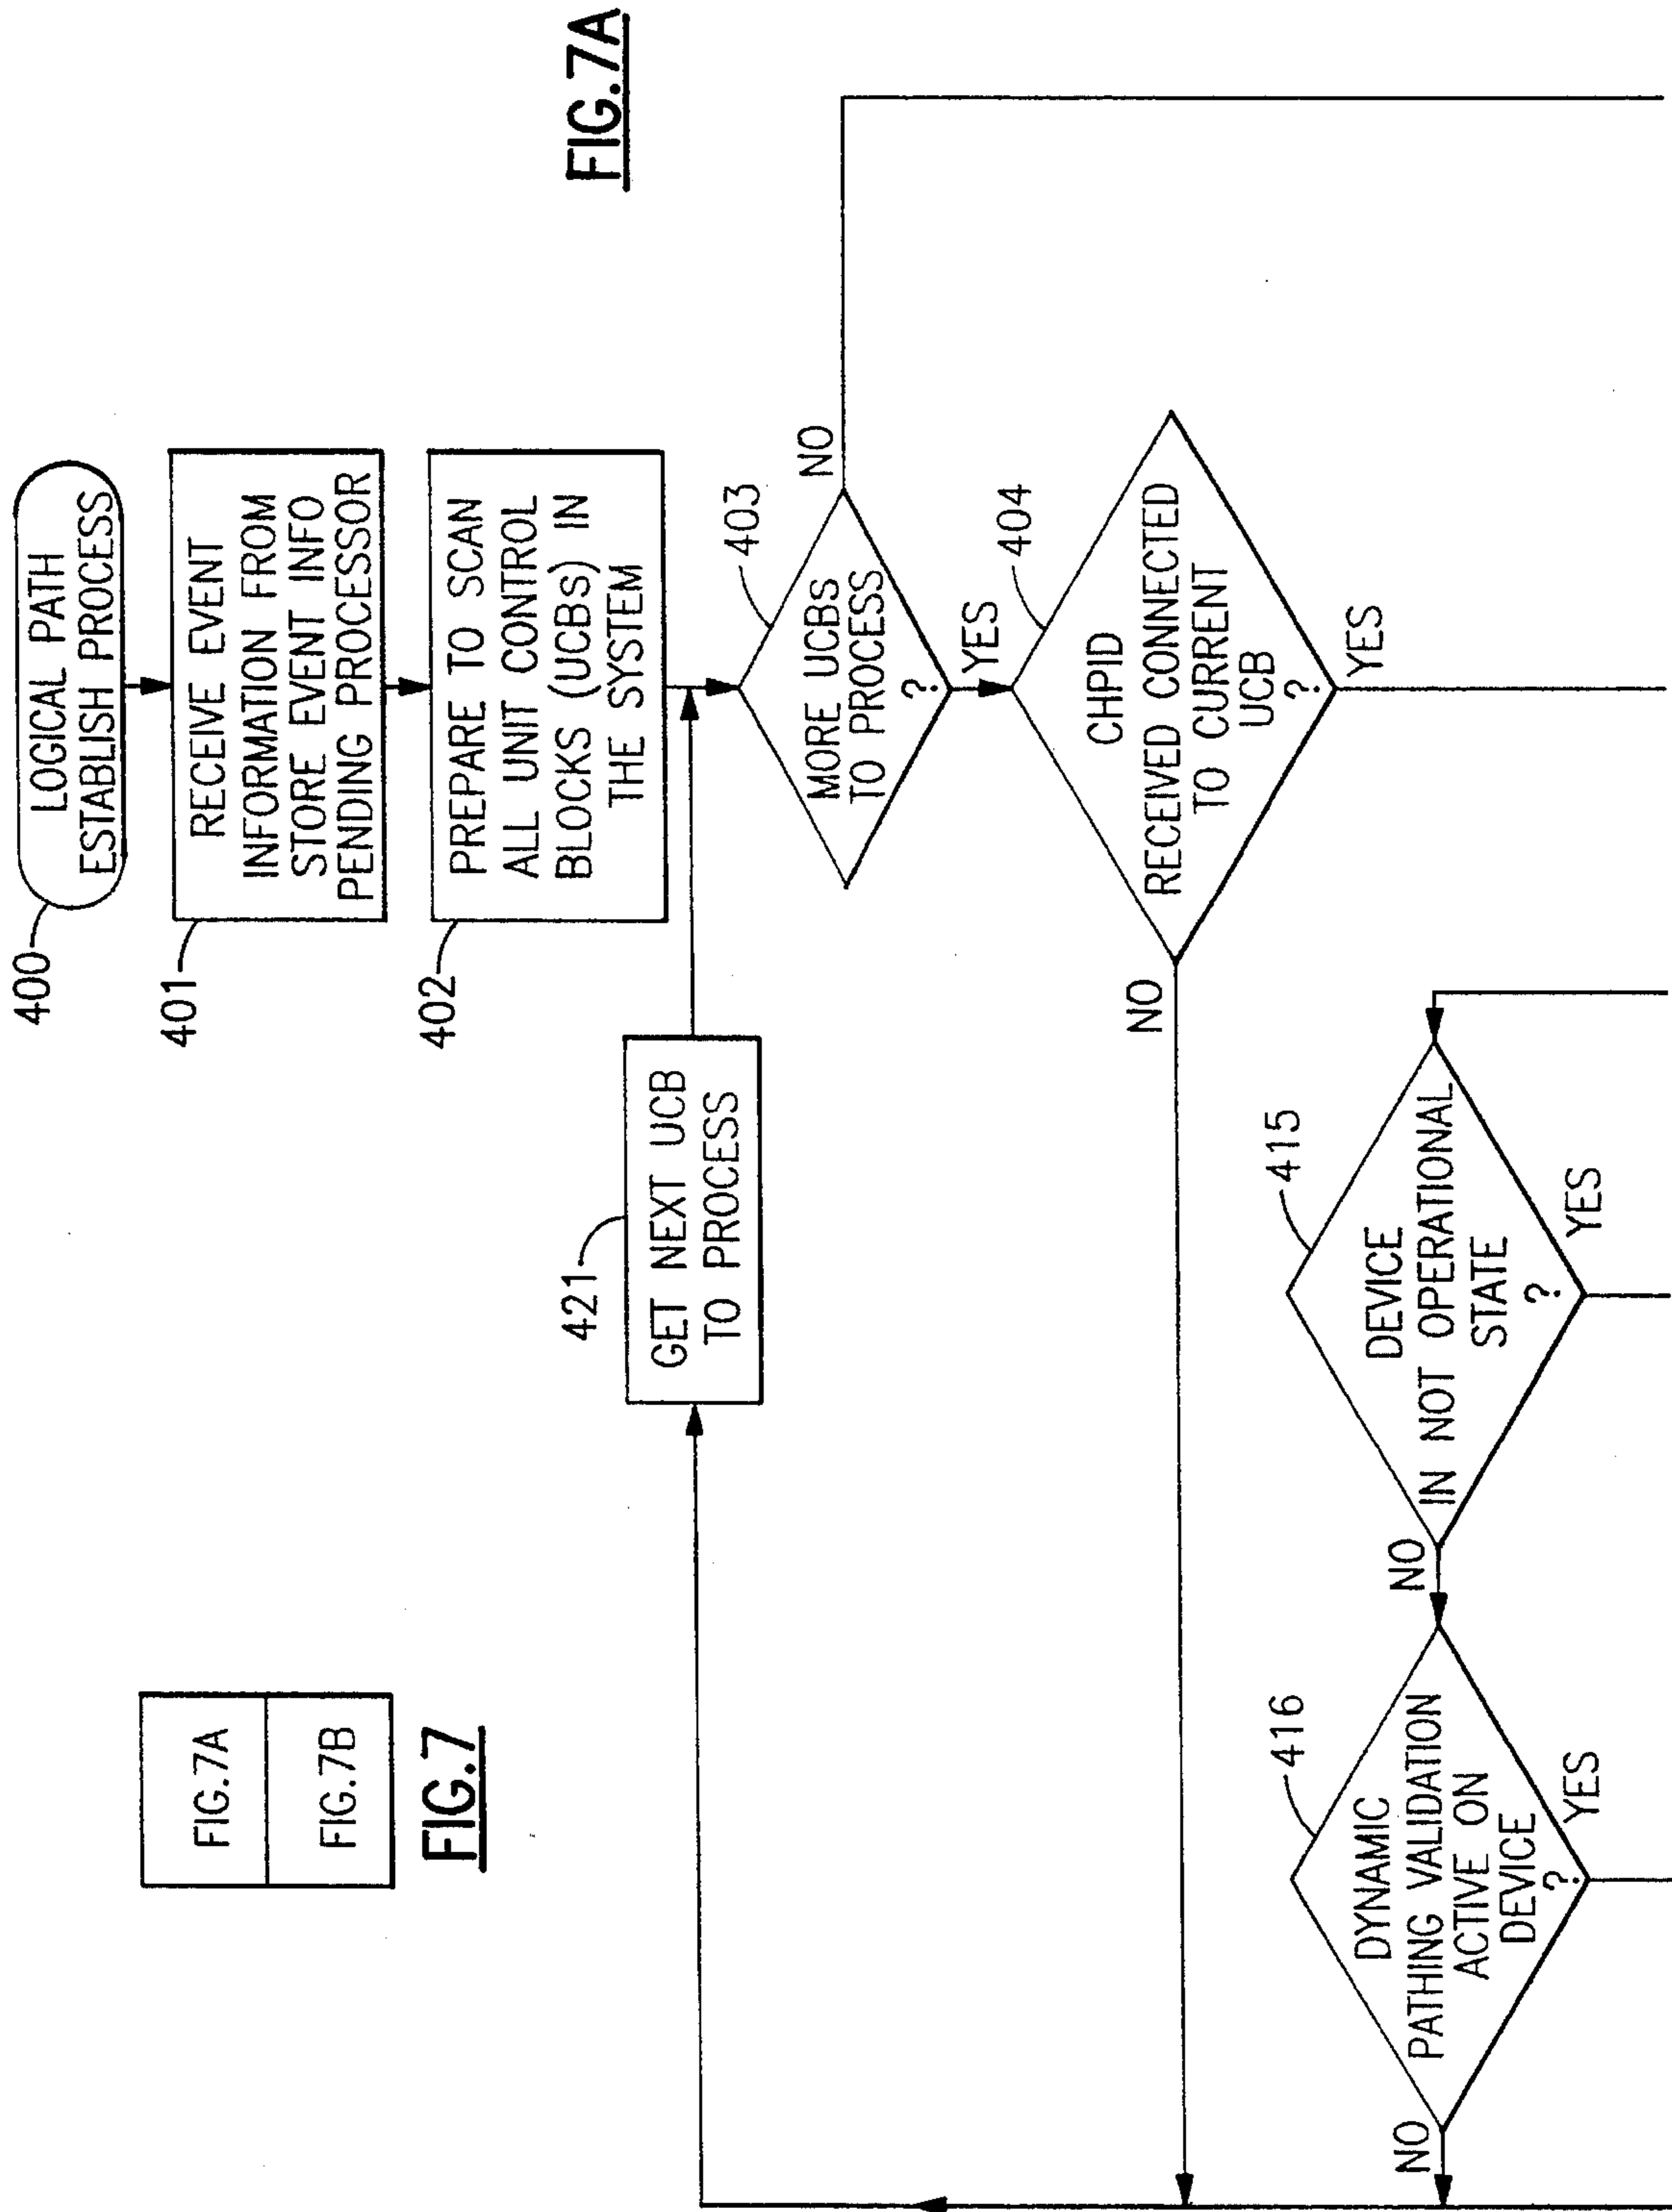 400
LOGICAL PATH
ESTABLISH PROCESS
401
RECEIVE EVENT
INFORMATION FROM
STORE EVENT INFO
PENDING PROCESSOR
402
PREPARE TO SCAN
ALL UNIT CONTROL
BLOCKS (UCBs) IN
THE SYSTEM
FIG.7A
FIG.7B
FIG.7
421
GET NEXT UCB
TO PROCESS
403
MORE UCBs
TO PROCESS
?
NO
YES
FIG.7A
404
CHPID
RECEIVED CONNECTED
TO CURRENT
UCB
?
NO
YES
416
DYNAMIC
PATHING VALIDATION
ACTIVE ON
DEVICE
?
NO
YES
415
DEVICE
IN NOT OPERATIONAL
STATE
?
NO
YES